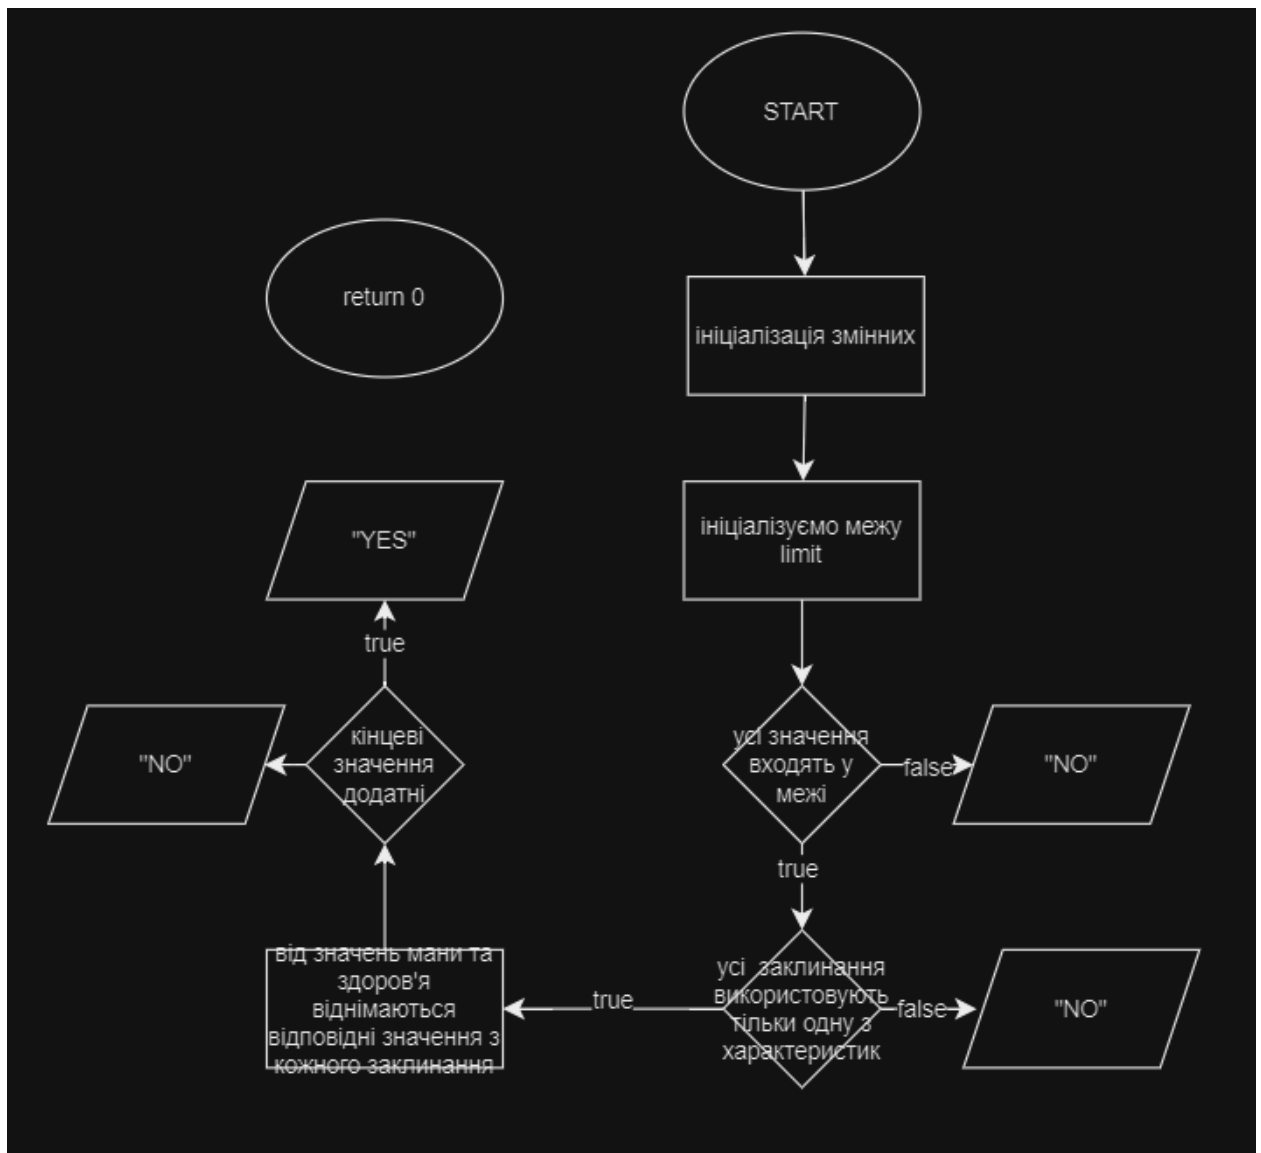 START
ініціалізація змінних
ініціалізуємо межу
limit
усі значення
входять у
межі
false
"NO"
true
усі заклинання
використовують
тільки одну з
характеристик
false
"NO"
true
від значень мани та
здоров'я
віднімаються
відповідні значення з
кожного заклинання
кінцеві
значення
додатні
"NO"
true
"YES"
return 0